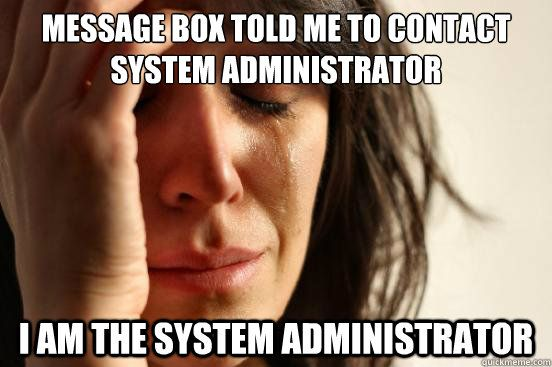 MESSAGE BOX TOLD ME TO CONTACT
SYSTEM ADMINISTRATOR
I AM THE SYSTEM ADMINISTRATOR
quickmeme.com